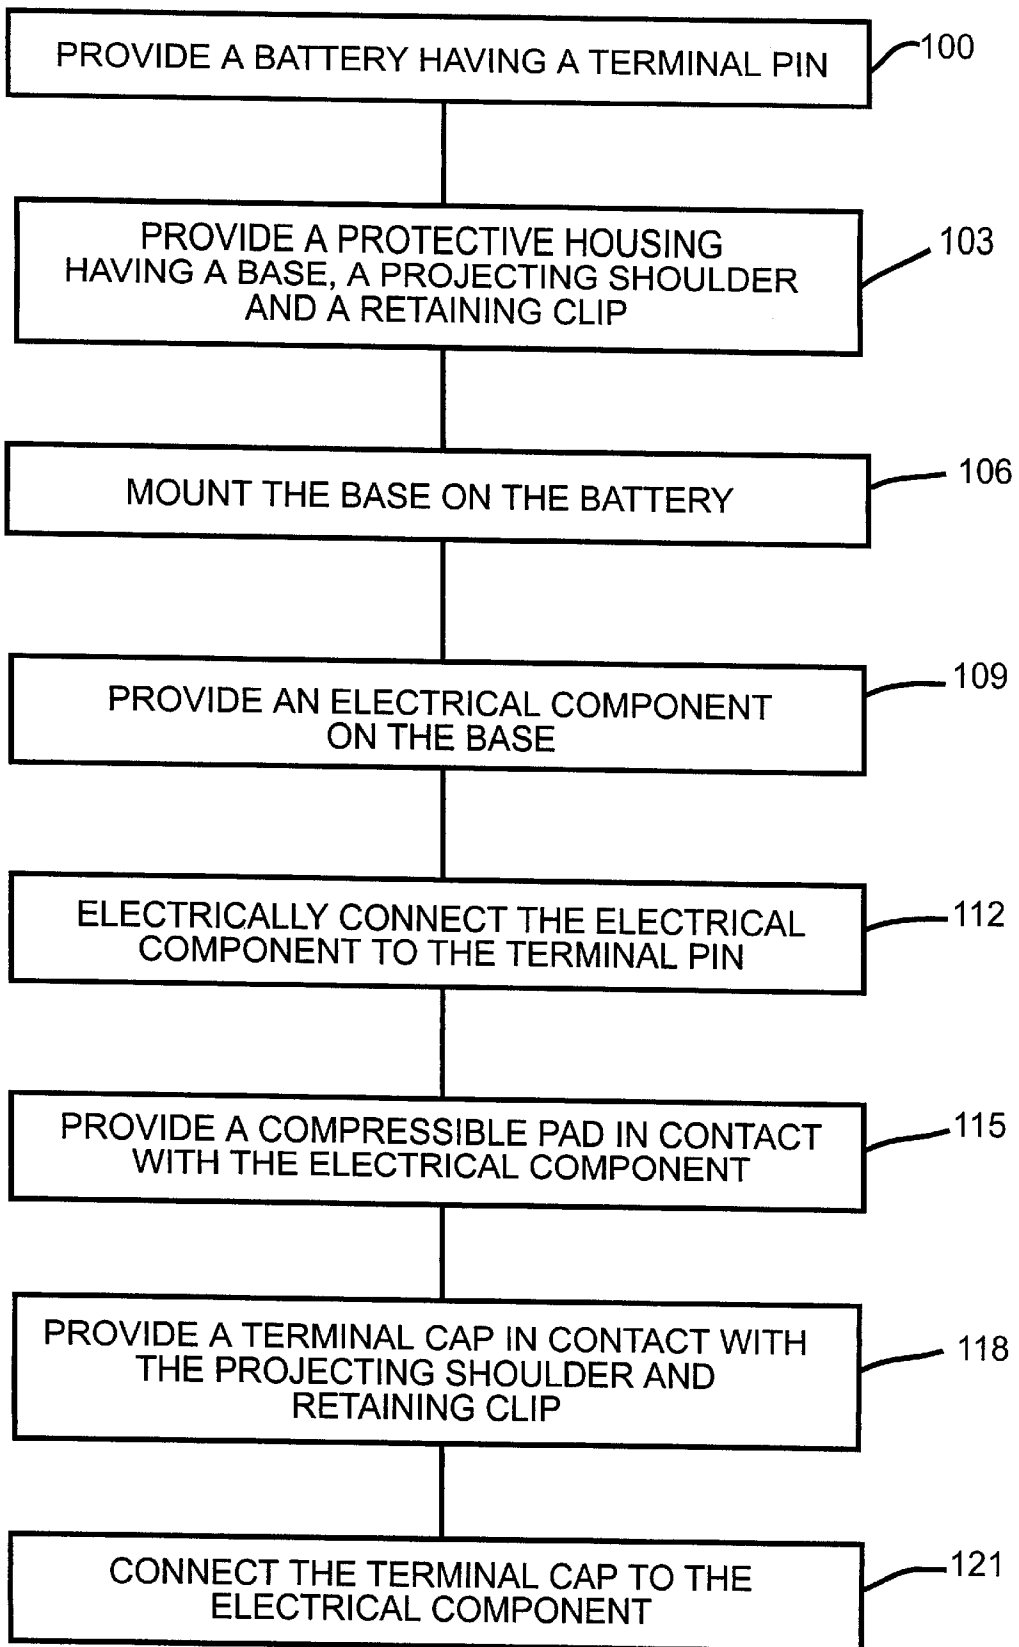 PROVIDE A BATTERY HAVING A TERMINAL PIN
100
PROVIDE A PROTECTIVE HOUSING
HAVING A BASE, A PROJECTING SHOULDER
AND A RETAINING CLIP
103
MOUNT THE BASE ON THE BATTERY
106
PROVIDE AN ELECTRICAL COMPONENT
ON THE BASE
109
ELECTRICALLY CONNECT THE ELECTRICAL
COMPONENT TO THE TERMINAL PIN
112
PROVIDE A COMPRESSIBLE PAD IN CONTACT
WITH THE ELECTRICAL COMPONENT
115
PROVIDE A TERMINAL CAP IN CONTACT WITH
THE PROJECTING SHOULDER AND
RETAINING CLIP
118
CONNECT THE TERMINAL CAP TO THE
ELECTRICAL COMPONENT
121